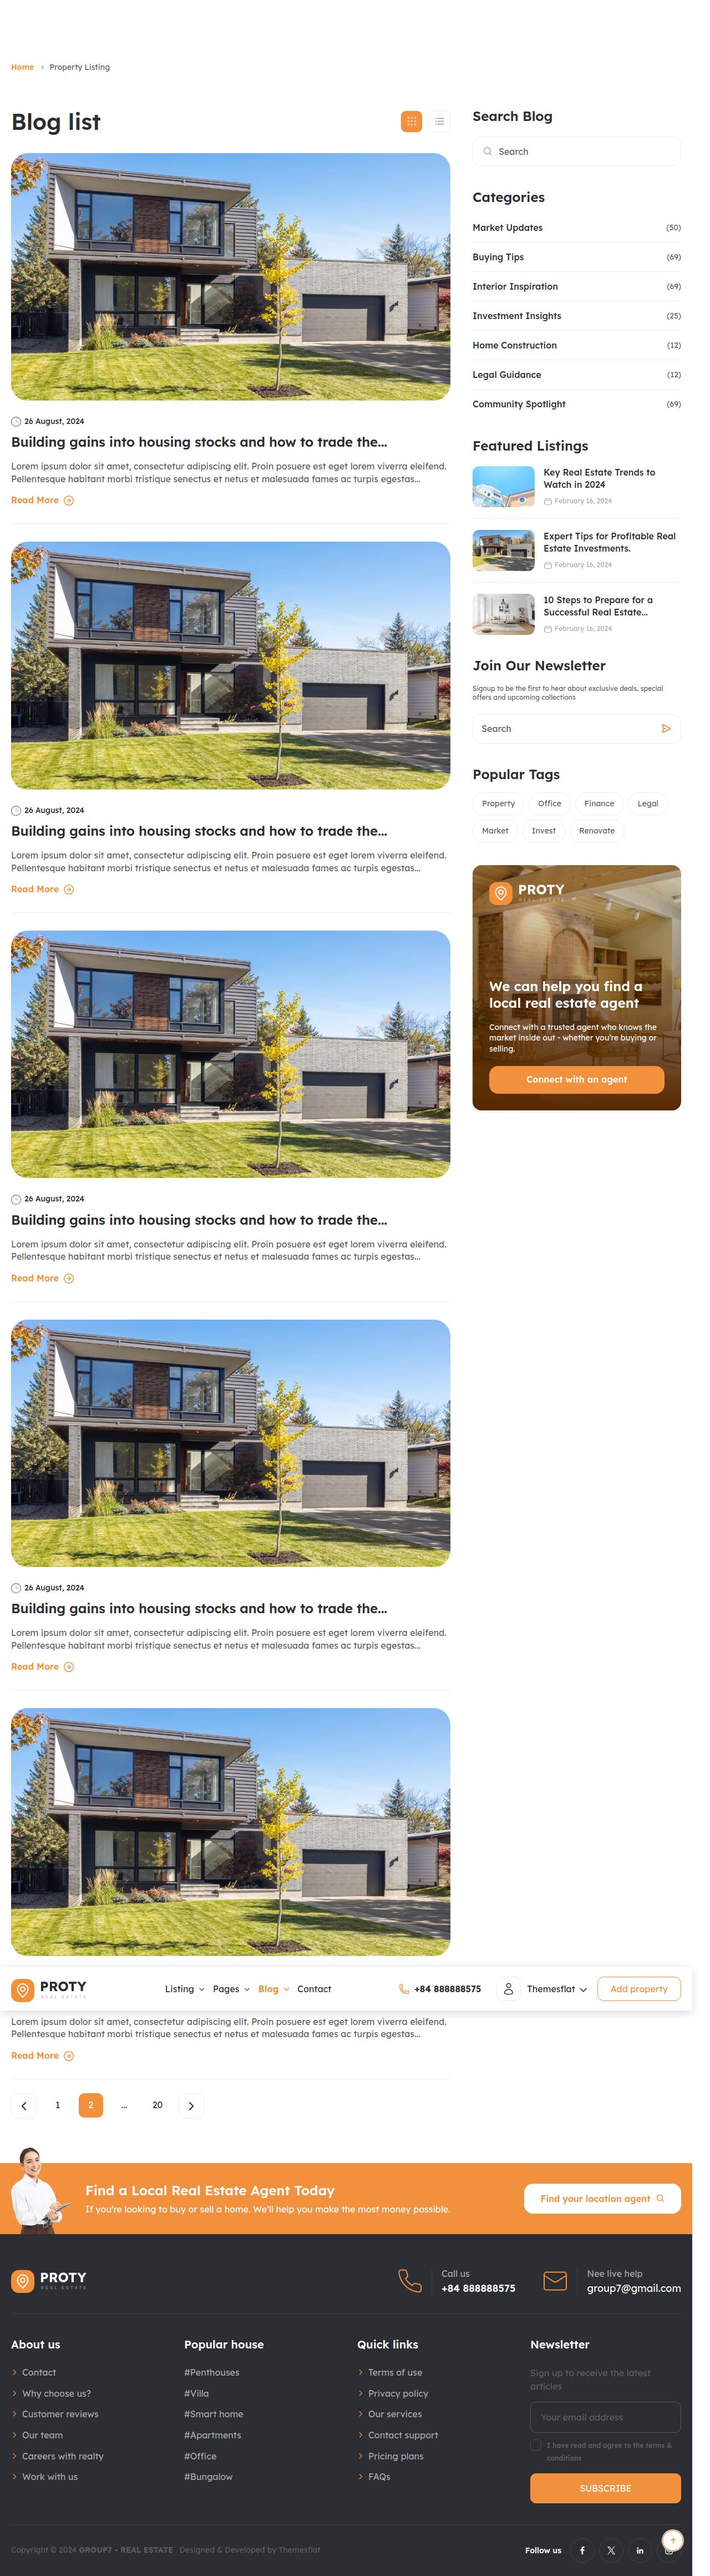 Home
Property Listing
Blog list
26 August, 2024
Building gains into housing stocks and how to trade the...
Lorem ipsum dolor sit amet, consectetur adipiscing elit. Proin posuere est eget lorem viverra eleifend.
Pellentesque habitant morbi tristique senectus et netus et malesuada fames ac turpis egestas...
Read More
26 August, 2024
Building gains into housing stocks and how to trade the...
Lorem ipsum dolor sit amet, consectetur adipiscing elit. Proin posuere est eget lorem viverra eleifend.
Pellentesque habitant morbi tristique senectus et netus et malesuada fames ac turpis egestas...
Read More
26 August, 2024
Building gains into housing stocks and how to trade the...
Lorem ipsum dolor sit amet, consectetur adipiscing elit. Proin posuere est eget lorem viverra eleifend.
Pellentesque habitant morbi tristique senectus et netus et malesuada fames ac turpis egestas...
Read More
26 August, 2024
Building gains into housing stocks and how to trade the...
Lorem ipsum dolor sit amet, consectetur adipiscing elit. Proin posuere est eget lorem viverra eleifend.
Pellentesque habitant morbi tristique senectus et netus et malesuada fames ac turpis egestas...
Read More
Search Blog
Search
Categories
Market Updates (50)
Buying Tips (69)
Interior Inspiration (69)
Investment Insights (25)
Home Construction (12)
Legal Guidance (12)
Community Spotlight (69)
Featured Listings
Key Real Estate Trends to
Watch in 2024
February 16, 2024
Expert Tips for Profitable Real
Estate Investments.
February 16, 2024
10 Steps to Prepare for a
Successful Real Estate...
February 16, 2024
Join Our Newsletter
Signup to be the first to hear about exclusive deals, special
offers and upcoming collections
Search
Popular Tags
Property Office Finance Legal
Market Invest Renovate
PROTY
REAL ESTATE
We can help you find a
local real estate agent
Connect with a trusted agent who knows the
market inside out - whether you're buying or
selling.
Connect with an agent
PROTY
REAL ESTATE
Listing Pages Blog Contact
+84 888888575
Themesflat
Add property
Lorem ipsum dolor sit amet, consectetur adipiscing elit. Proin posuere est eget lorem viverra eleifend.
Pellentesque habitant morbi tristique senectus et netus et malesuada fames ac turpis egestas...
Read More
1 2 ... 20
Find a Local Real Estate Agent Today
If you're looking to buy or sell a home. We'll help you make the most money possible.
Find your location agent
PROTY
REAL ESTATE
Call us
+84 888888575
Nee live help
group7@gmail.com
About us
Contact
Why choose us?
Customer reviews
Our team
Careers with realty
Work with us
Popular house
#Penthouses
#Villa
#Smart home
#Apartments
#Office
#Bungalow
Quick links
Terms of use
Privacy policy
Our services
Contact support
Pricing plans
FAQs
Newsletter
Sign up to receive the latest
articles
Your email address
I have read and agree to the terms &
conditions
SUBSCRIBE
Copyright © 2024 GROUP7 - REAL ESTATE . Designed & Developed by Themesflat
Follow us